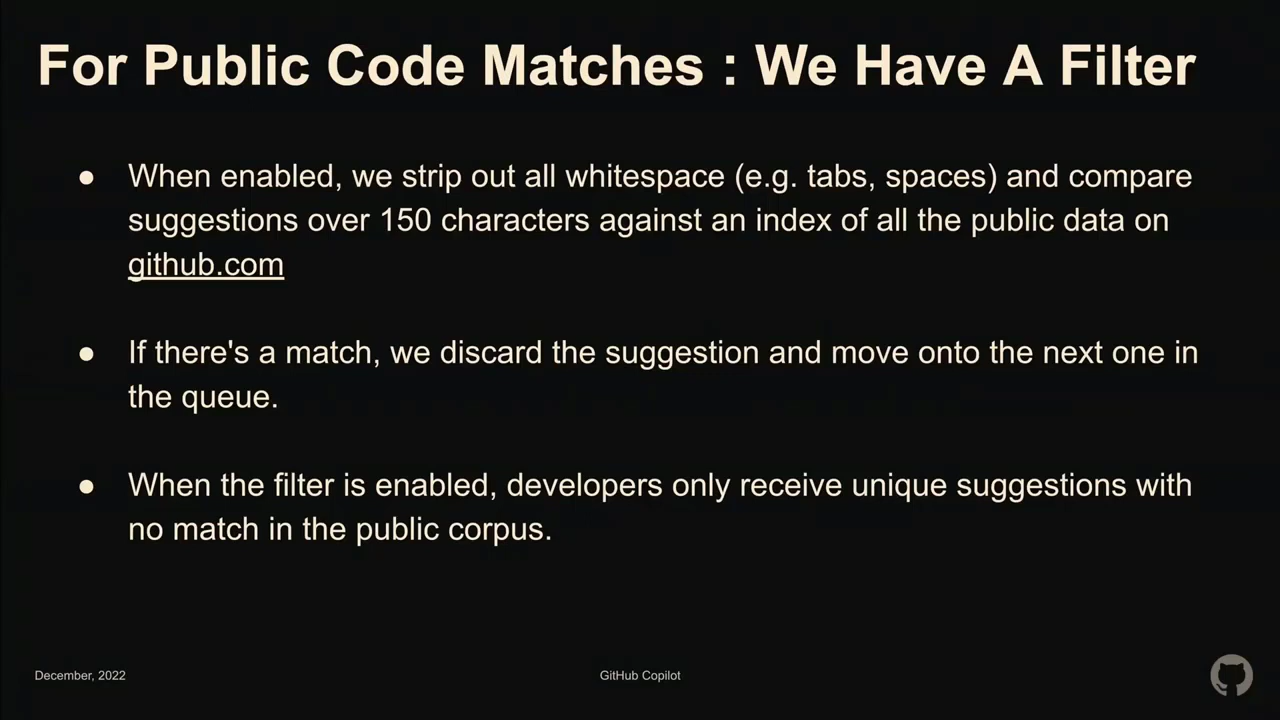 For Public Code Matches : We Have A Filter
● When enabled, we strip out all whitespace (e.g. tabs, spaces) and compare
suggestions over 150 characters against an index of all the public data on
github.com
● If there's a match, we discard the suggestion and move onto the next one in
the queue.
● When the filter is enabled, developers only receive unique suggestions with
no match in the public corpus.
December, 2022
GitHub Copilot